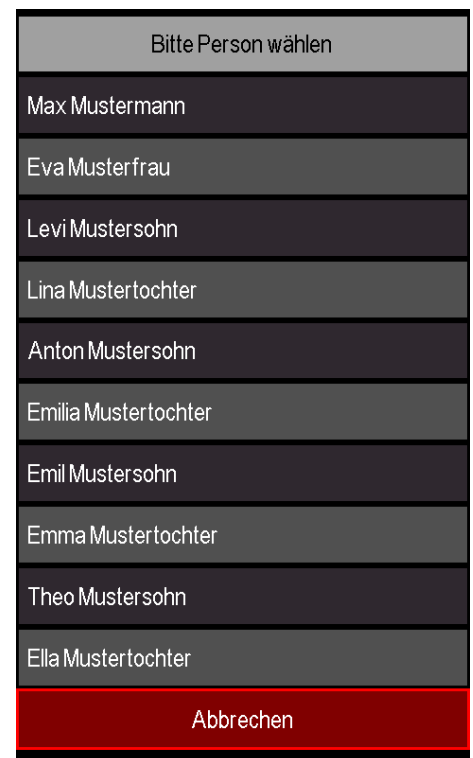 Bitte Person wählen
Max Mustermann
Eva Musterfrau
Levi Mustersohn
Lina Mustertochter
Anton Mustersohn
Emilia Mustertochter
Emil Mustersohn
Emma Mustertochter
Theo Mustersohn
Ella Mustertochter
Abbrechen